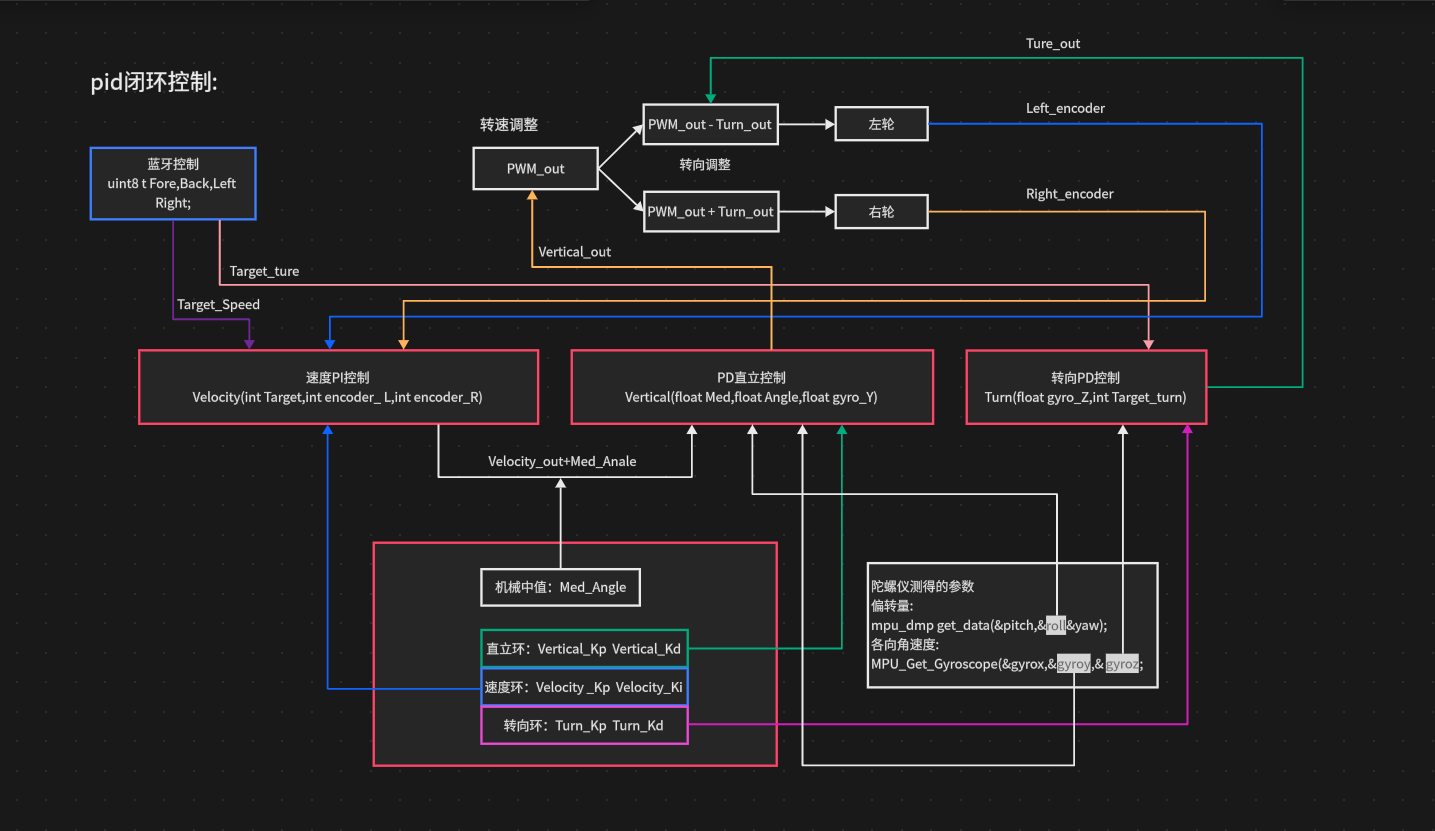 pid闭环控制:
Ture_out
Left_encoder
转速调整
PWM_out - Turn_out
左轮
蓝牙控制
uint8 t Fore,Back,Left
Right;
PWM_out
转向调整
Right_encoder
PWM_out + Turn_out
右轮
Vertical_out
Target_ture
Target_Speed
速度PI控制
Velocity(int Target,int encoder_ L,int encoder_R)
PD直立控制
Vertical(float Med,float Angle,float gyro_Y)
转向PD控制
Turn(float gyro_Z,int Target_turn)
Velocity_out+Med_Anale
机械中值：Med_Angle
直立环：Vertical_Kp  Vertical_Kd
速度环：Velocity _Kp  Velocity_Ki
转向环：Turn_Kp  Turn_Kd
陀螺仪测得的参数
偏转量:
mpu_dmp get_data(&pitch,&roll&yaw);
各向角速度:
MPU_Get_Gyroscope(&gyrox,&gyroy,& gyroz;